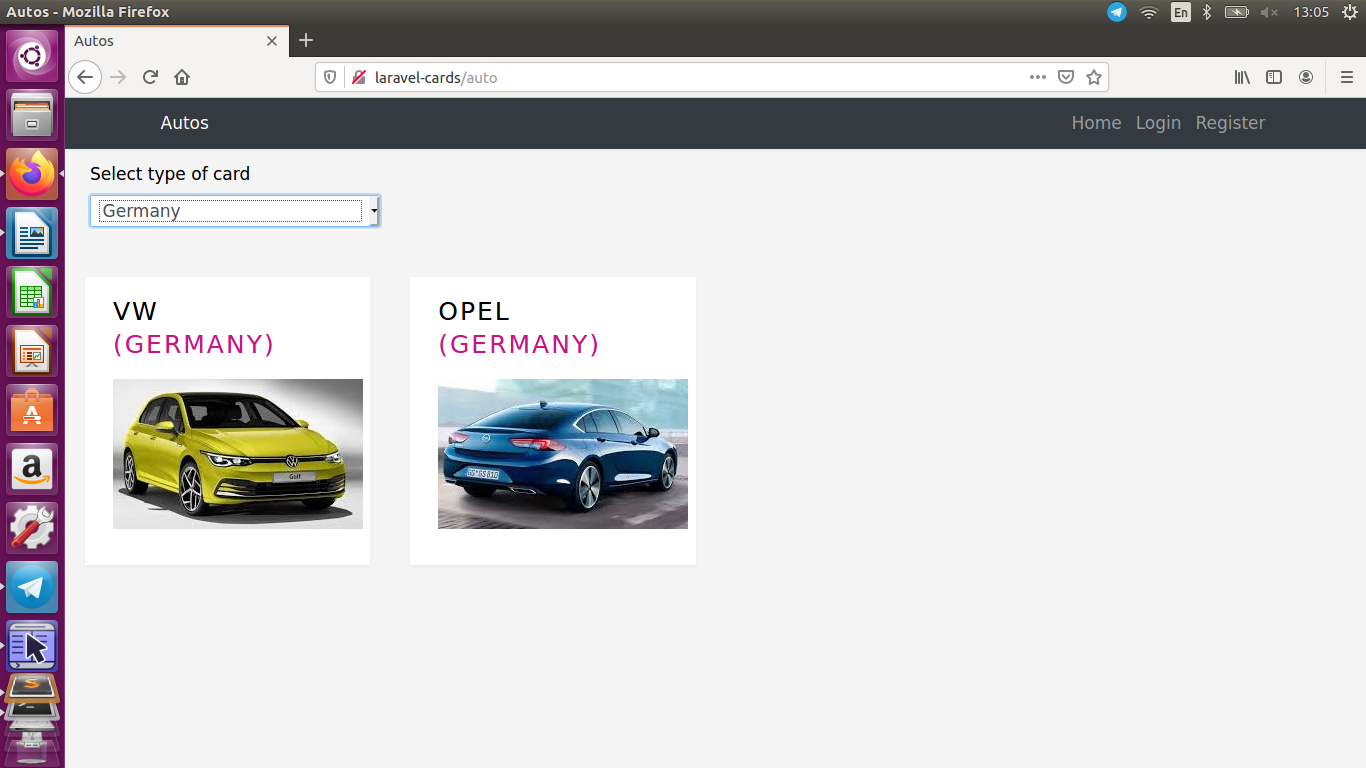 Autos - Mozilla Firefox
En
13:05
Autos
laravel-cards/auto
Autos
Home Login Register
Select type of card
Germany
VW
(GERMANY)
OPEL
(GERMANY)
Golf